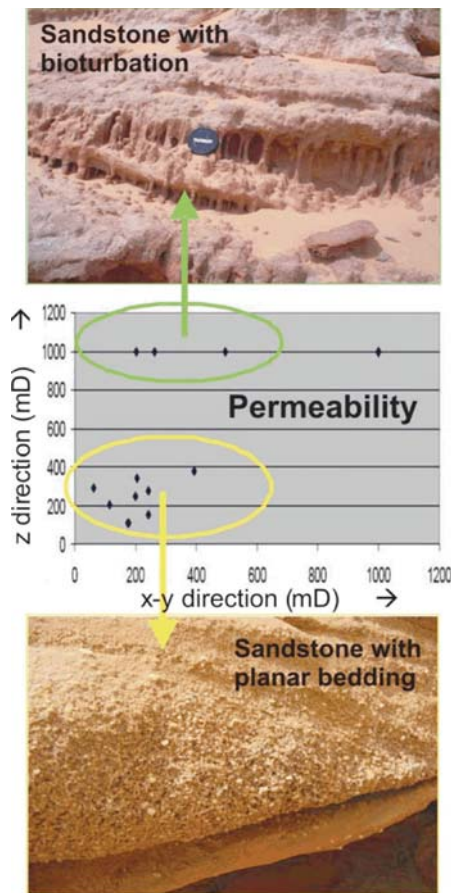 Sandstone with
bioturbation
1200
1000
800
600
400
200
0
z direction (mD) →
Permeability
0 200 400 600 800 1000 1200
x-y direction (mD) →
Sandstone with
planar bedding